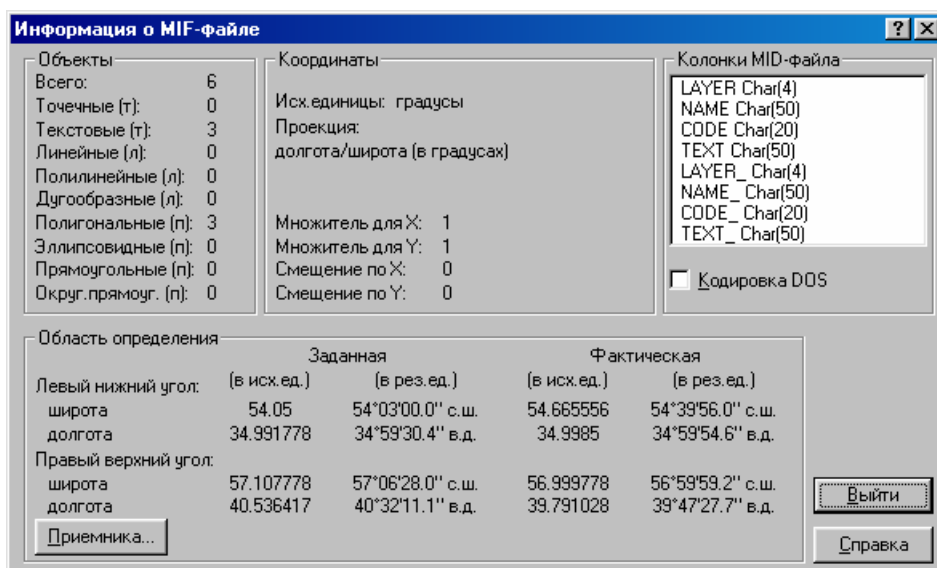 Информация о MIF-файле
Объекты
Всего: 6
Точечные (т): 0
Текстовые (т): 3
Линейные (л): 0
Полилинейные (л): 0
Дугообразные (л): 0
Полигональные (п): 3
Эллипсовидные (п): 0
Прямоугольные (п): 0
Округ.прямоуг. (п): 0
Координаты
Исх.единицы: градусы
Проекция:
долгота/широта (в градусах)
Множитель для X: 1
Множитель для Y: 1
Смещение по X: 0
Смещение по Y: 0
Колонки MID-файла
LAYER Char(4)
NAME Char(50)
CODE Char(20)
TEXT Char(50)
LAYER_ Char(4)
NAME_ Char(50)
CODE_ Char(20)
TEXT_ Char(50)
Кодировка DOS
Область определения
Заданная Фактическая
Левый нижний угол: (в исх.ед.) (в рез.ед.) (в исх.ед.) (в рез.ед.)
широта 54.05 54°03'00.0'' с.ш. 54.665556 54°39'56.0'' с.ш.
долгота 34.991778 34°59'30.4'' в.д. 34.9985 34°59'54.6'' в.д.
Правый верхний угол:
широта 57.107778 57°06'28.0'' с.ш. 56.999778 56°59'59.2'' с.ш.
долгота 40.536417 40°32'11.1'' в.д. 39.791028 39°47'27.7'' в.д.
Приемника...
Выйти
Справка